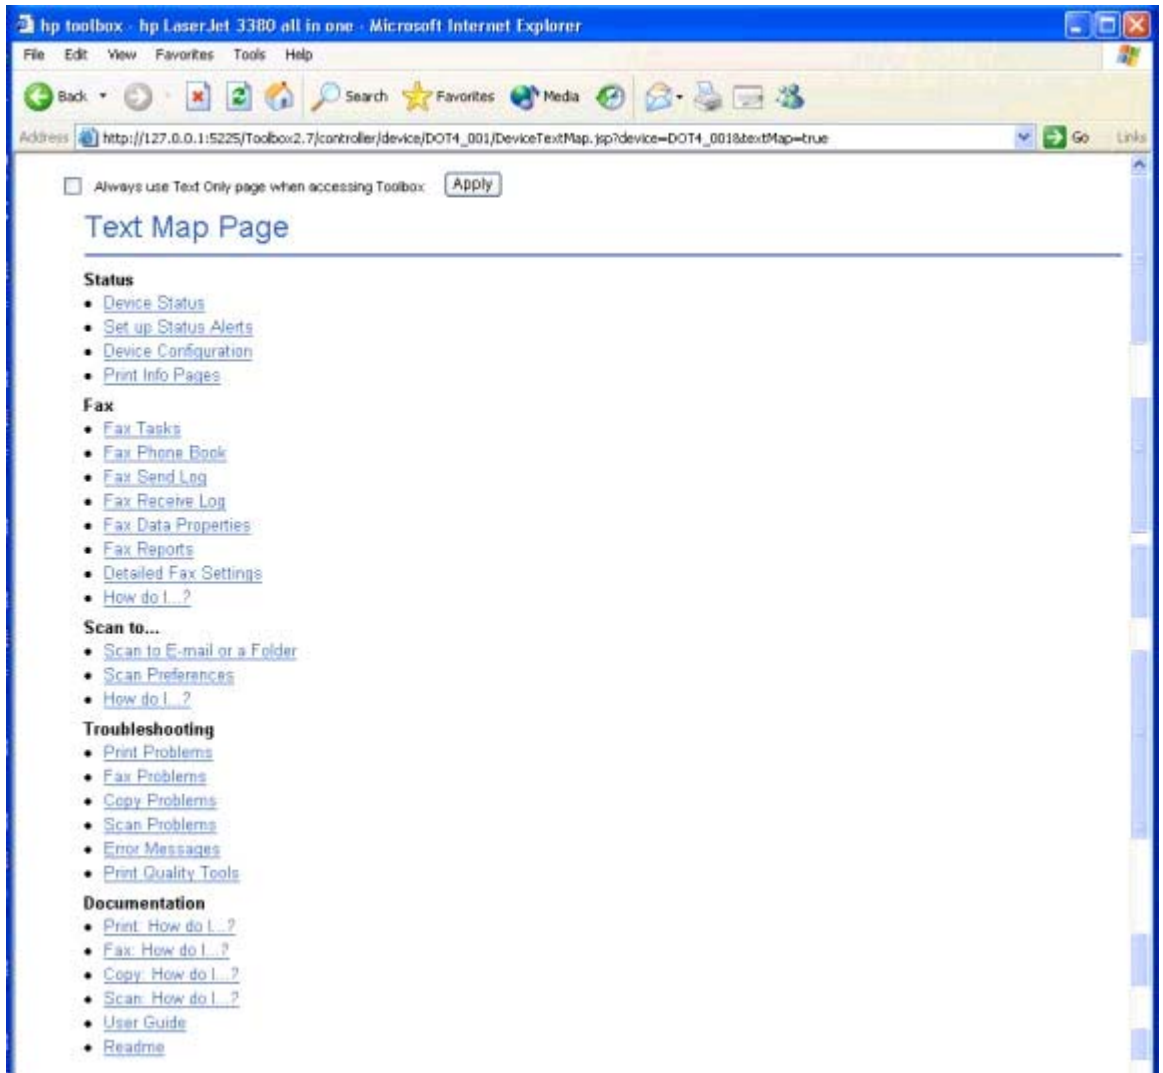 hp toolbox - hp LaserJet 3380 all in one - Microsoft Internet Explorer
File Edit View Favorites Tools Help
Back Search Favorites Media
Address http://127.0.0.1:5225/Toolbox2.7/controller/device/DOT4_001/DeviceTextMap.jsp?device=DOT4_001&textMap=true Go Links
Always use Text Only page when accessing Toolbox Apply
Text Map Page
Status
• Device Status
• Set up Status Alerts
• Device Configuration
• Print Info Pages
Fax
• Fax Tasks
• Fax Phone Book
• Fax Send Log
• Fax Receive Log
• Fax Data Properties
• Fax Reports
• Detailed Fax Settings
• How do I...?
Scan to...
• Scan to E-mail or a Folder
• Scan Preferences
• How do I...?
Troubleshooting
• Print Problems
• Fax Problems
• Copy Problems
• Scan Problems
• Error Messages
• Print Quality Tools
Documentation
• Print: How do I...?
• Fax: How do I...?
• Copy: How do I...?
• Scan: How do I...?
• User Guide
• Readme